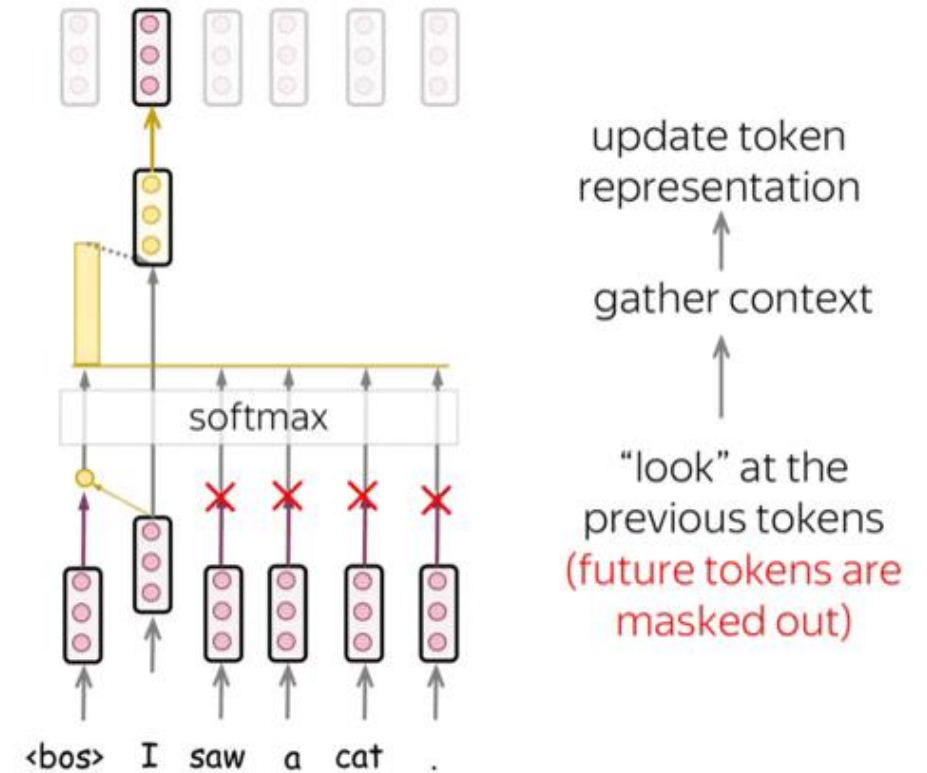 update token
representation
gather context
softmax
“look” at the
previous tokens
(future tokens are
masked out)
<bos> I saw a cat .